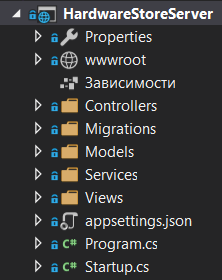 HardwareStoreServer
Properties
wwwroot
Зависимости
Controllers
Migrations
Models
Services
Views
appsettings.json
C# Program.cs
C# Startup.cs